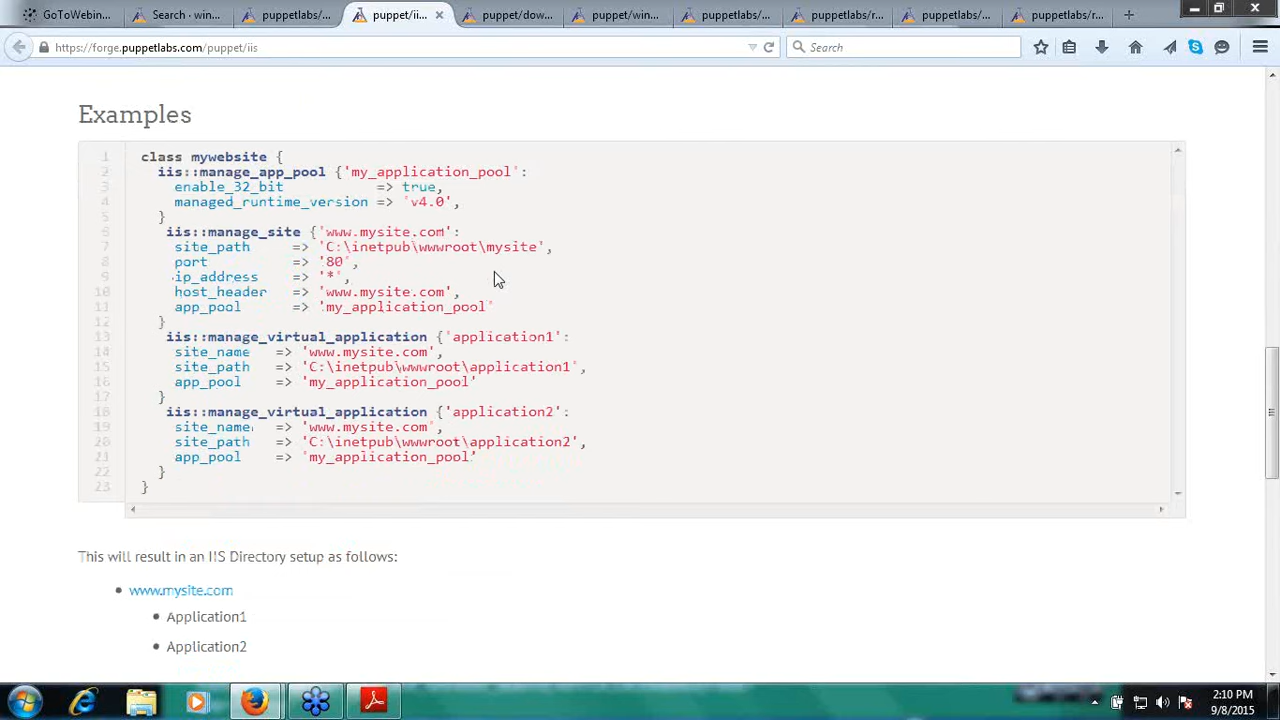 GoToWebin...
Search - win...
puppetlabs/...
puppet/ii...
puppet/dow...
puppet/win...
puppetlabs/...
puppetlabs/r...
puppetlabs/...
puppetlabs/r...
https://forge.puppetlabs.com/puppet/iis
Search
Examples
1 class mywebsite {
2 iis::manage_app_pool {'my_application_pool':
3 enable_32_bit => true,
4 managed_runtime_version => 'v4.0',
5 }
6 iis::manage_site {'www.mysite.com':
7 site_path => 'C:\inetpub\wwwroot\mysite',
8 port => '80',
9 ip_address => '*',
10 host_header => 'www.mysite.com',
11 app_pool => 'my_application_pool'
12 }
13 iis::manage_virtual_application {'application1':
14 site_name => 'www.mysite.com',
15 site_path => 'C:\inetpub\wwwroot\application1',
16 app_pool => 'my_application_pool'
17 }
18 iis::manage_virtual_application {'application2':
19 site_name => 'www.mysite.com',
20 site_path => 'C:\inetpub\wwwroot\application2',
21 app_pool => 'my_application_pool'
22 }
23 }
This will result in an IIS Directory setup as follows:
• www.mysite.com
• Application1
• Application2
2:10 PM
9/8/2015